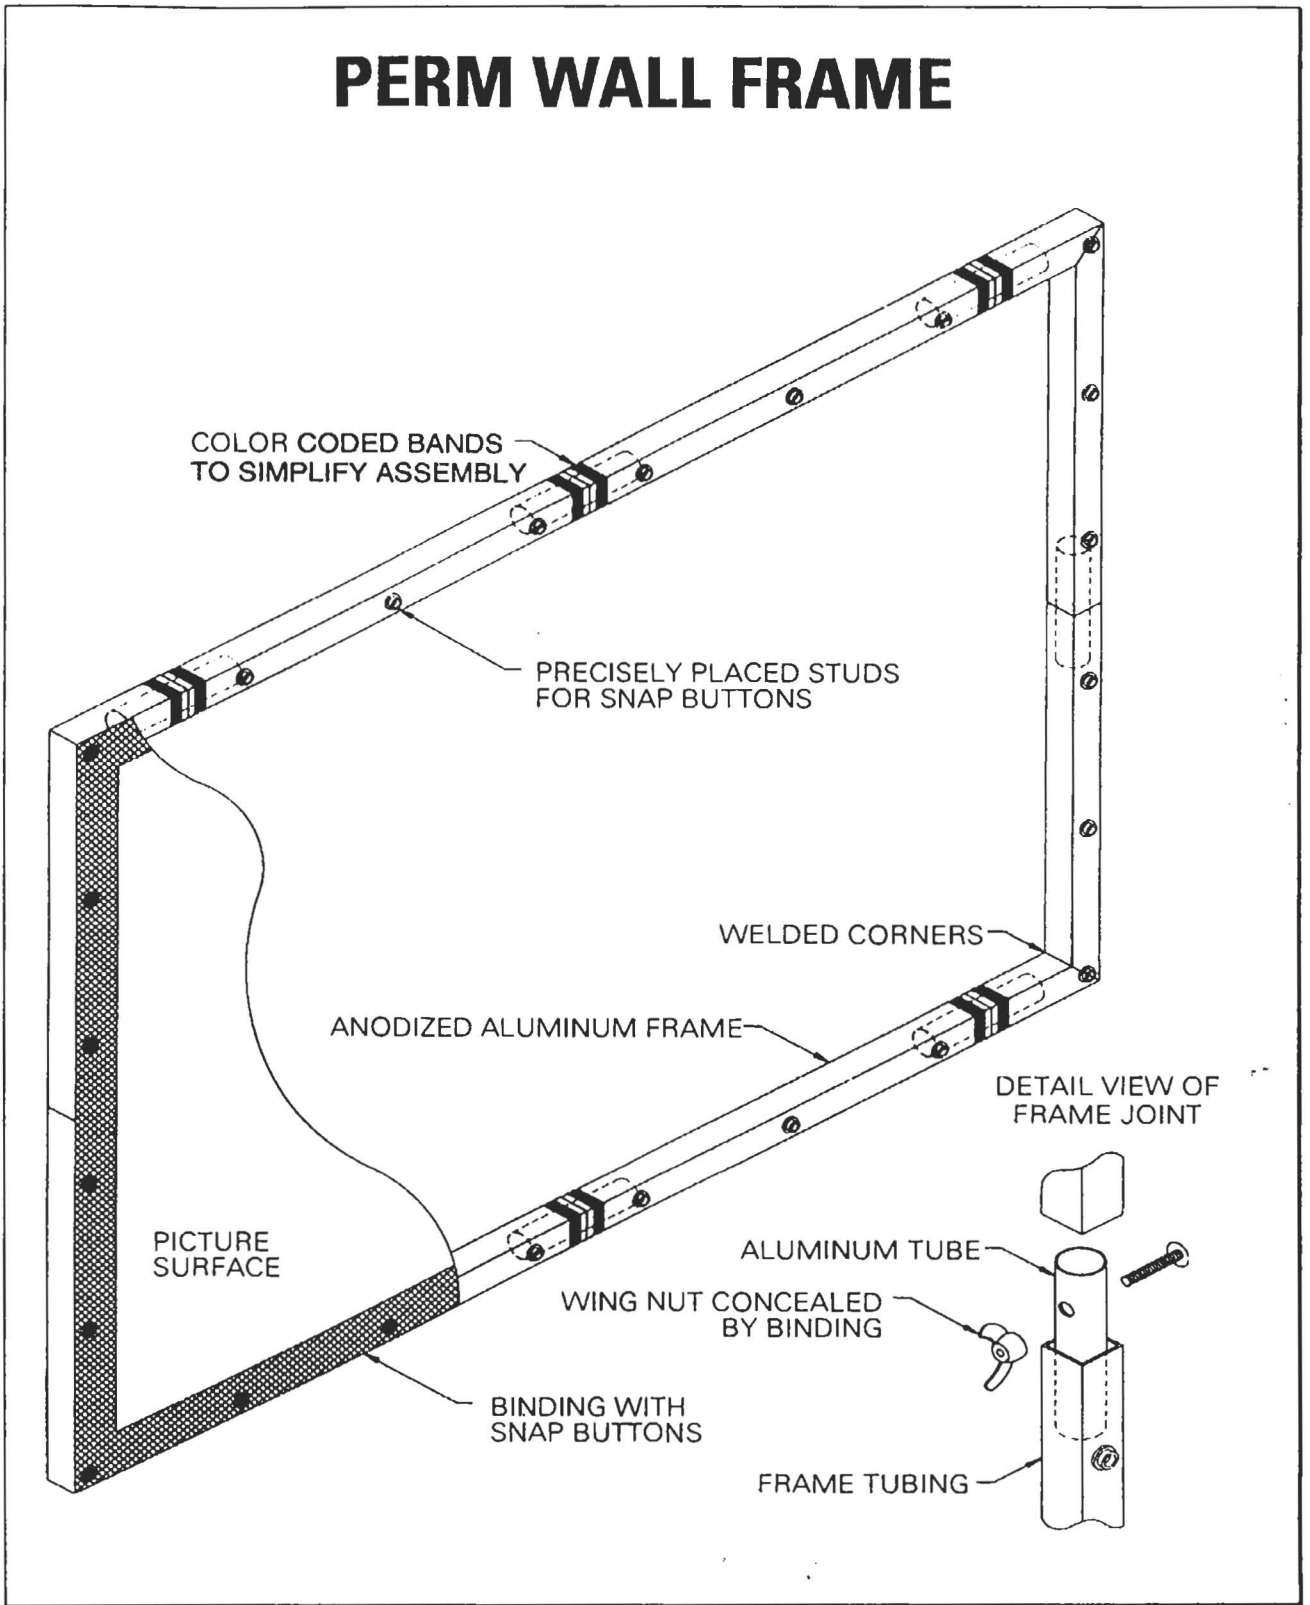 PERM WALL FRAME
COLOR CODED BANDS
TO SIMPLIFY ASSEMBLY
PRECISELY PLACED STUDS
FOR SNAP BUTTONS
WELDED CORNERS
ANODIZED ALUMINUM FRAME
DETAIL VIEW OF
FRAME JOINT
PICTURE
SURFACE
ALUMINUM TUBE
WING NUT CONCEALED
BY BINDING
BINDING WITH
SNAP BUTTONS
FRAME TUBING